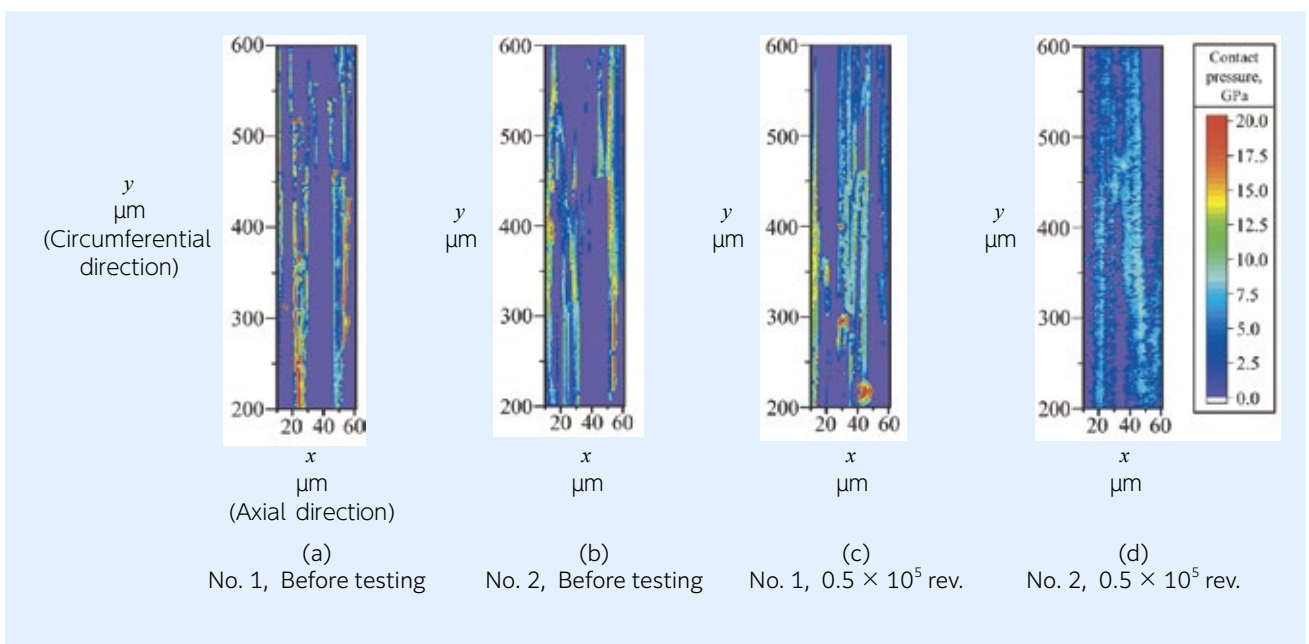 600
500
400
300
200
20 40 60
y
μm
(Circumferential
direction)
x
μm
(Axial direction)
(a)
No. 1, Before testing
600
500
400
300
200
20 40 60
y
μm
x
μm
(b)
No. 2, Before testing
600
500
400
300
200
20 40 60
y
μm
x
μm
(c)
No. 1, 0.5 × 10⁵ rev.
600
500
400
300
200
20 40 60
y
μm
x
μm
(d)
No. 2, 0.5 × 10⁵ rev.
Contact
pressure,
GPa
20.0
17.5
15.0
12.5
10.0
7.5
5.0
2.5
0.0